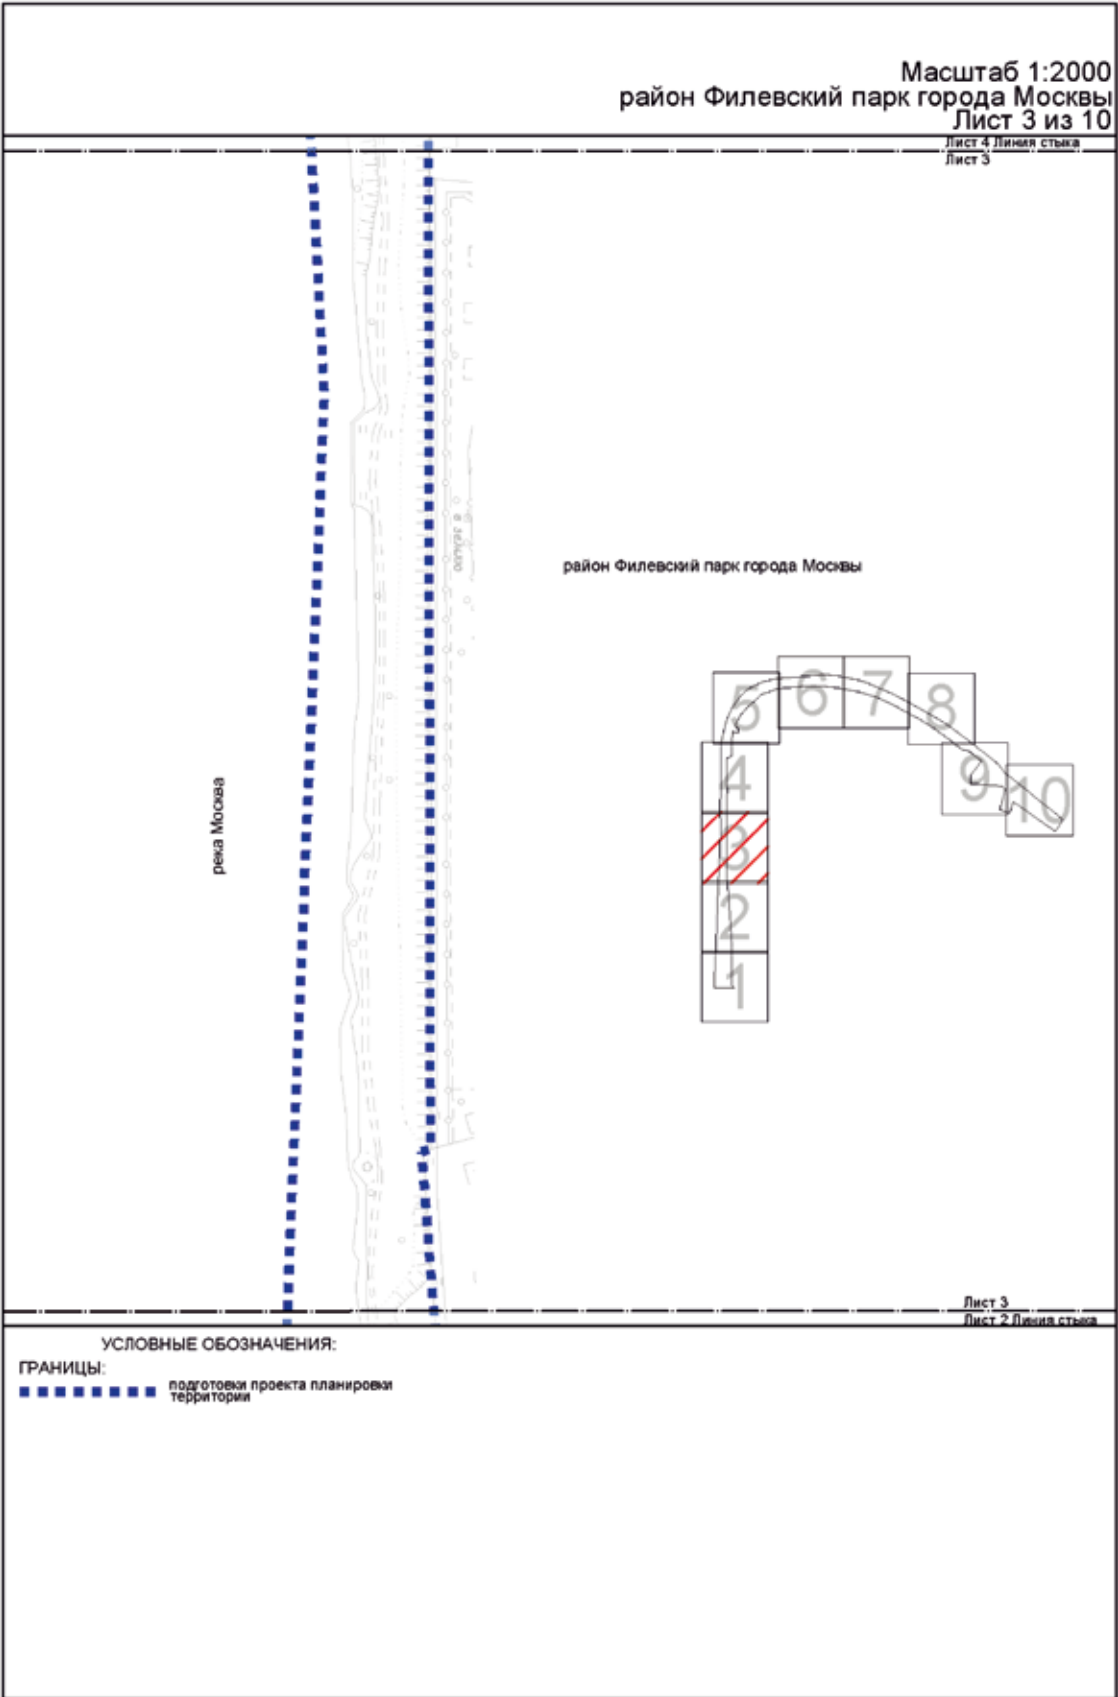 Масштаб 1:2000
район Филевский парк города Москвы
Лист 3 из 10
Лист 4 Линия стыка
Лист 3
район Филевский парк города Москвы
река Москва
5
6
7
8
4
9
10
3
2
1
Лист 3
Лист 2 Линия стыка
УСЛОВНЫЕ ОБОЗНАЧЕНИЯ:
ГРАНИЦЫ:
подготовки проекта планировки
территории